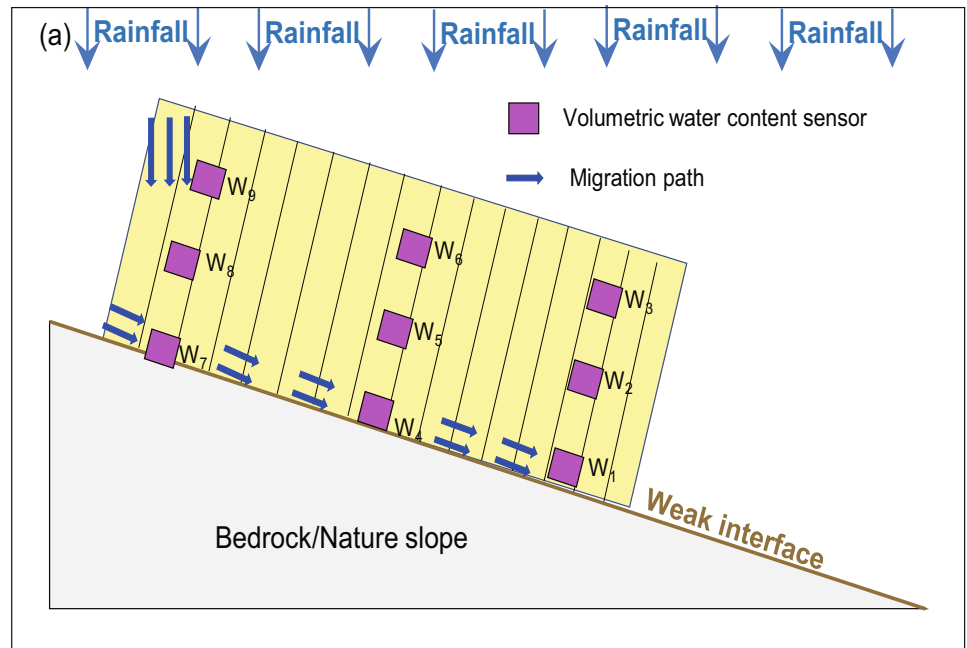 (a)
Rainfall Rainfall Rainfall Rainfall Rainfall
Volumetric water content sensor
Migration path
W9
W8
W7
W6
W5
W4
W3
W2
W1
Weak interface
Bedrock/Nature slope